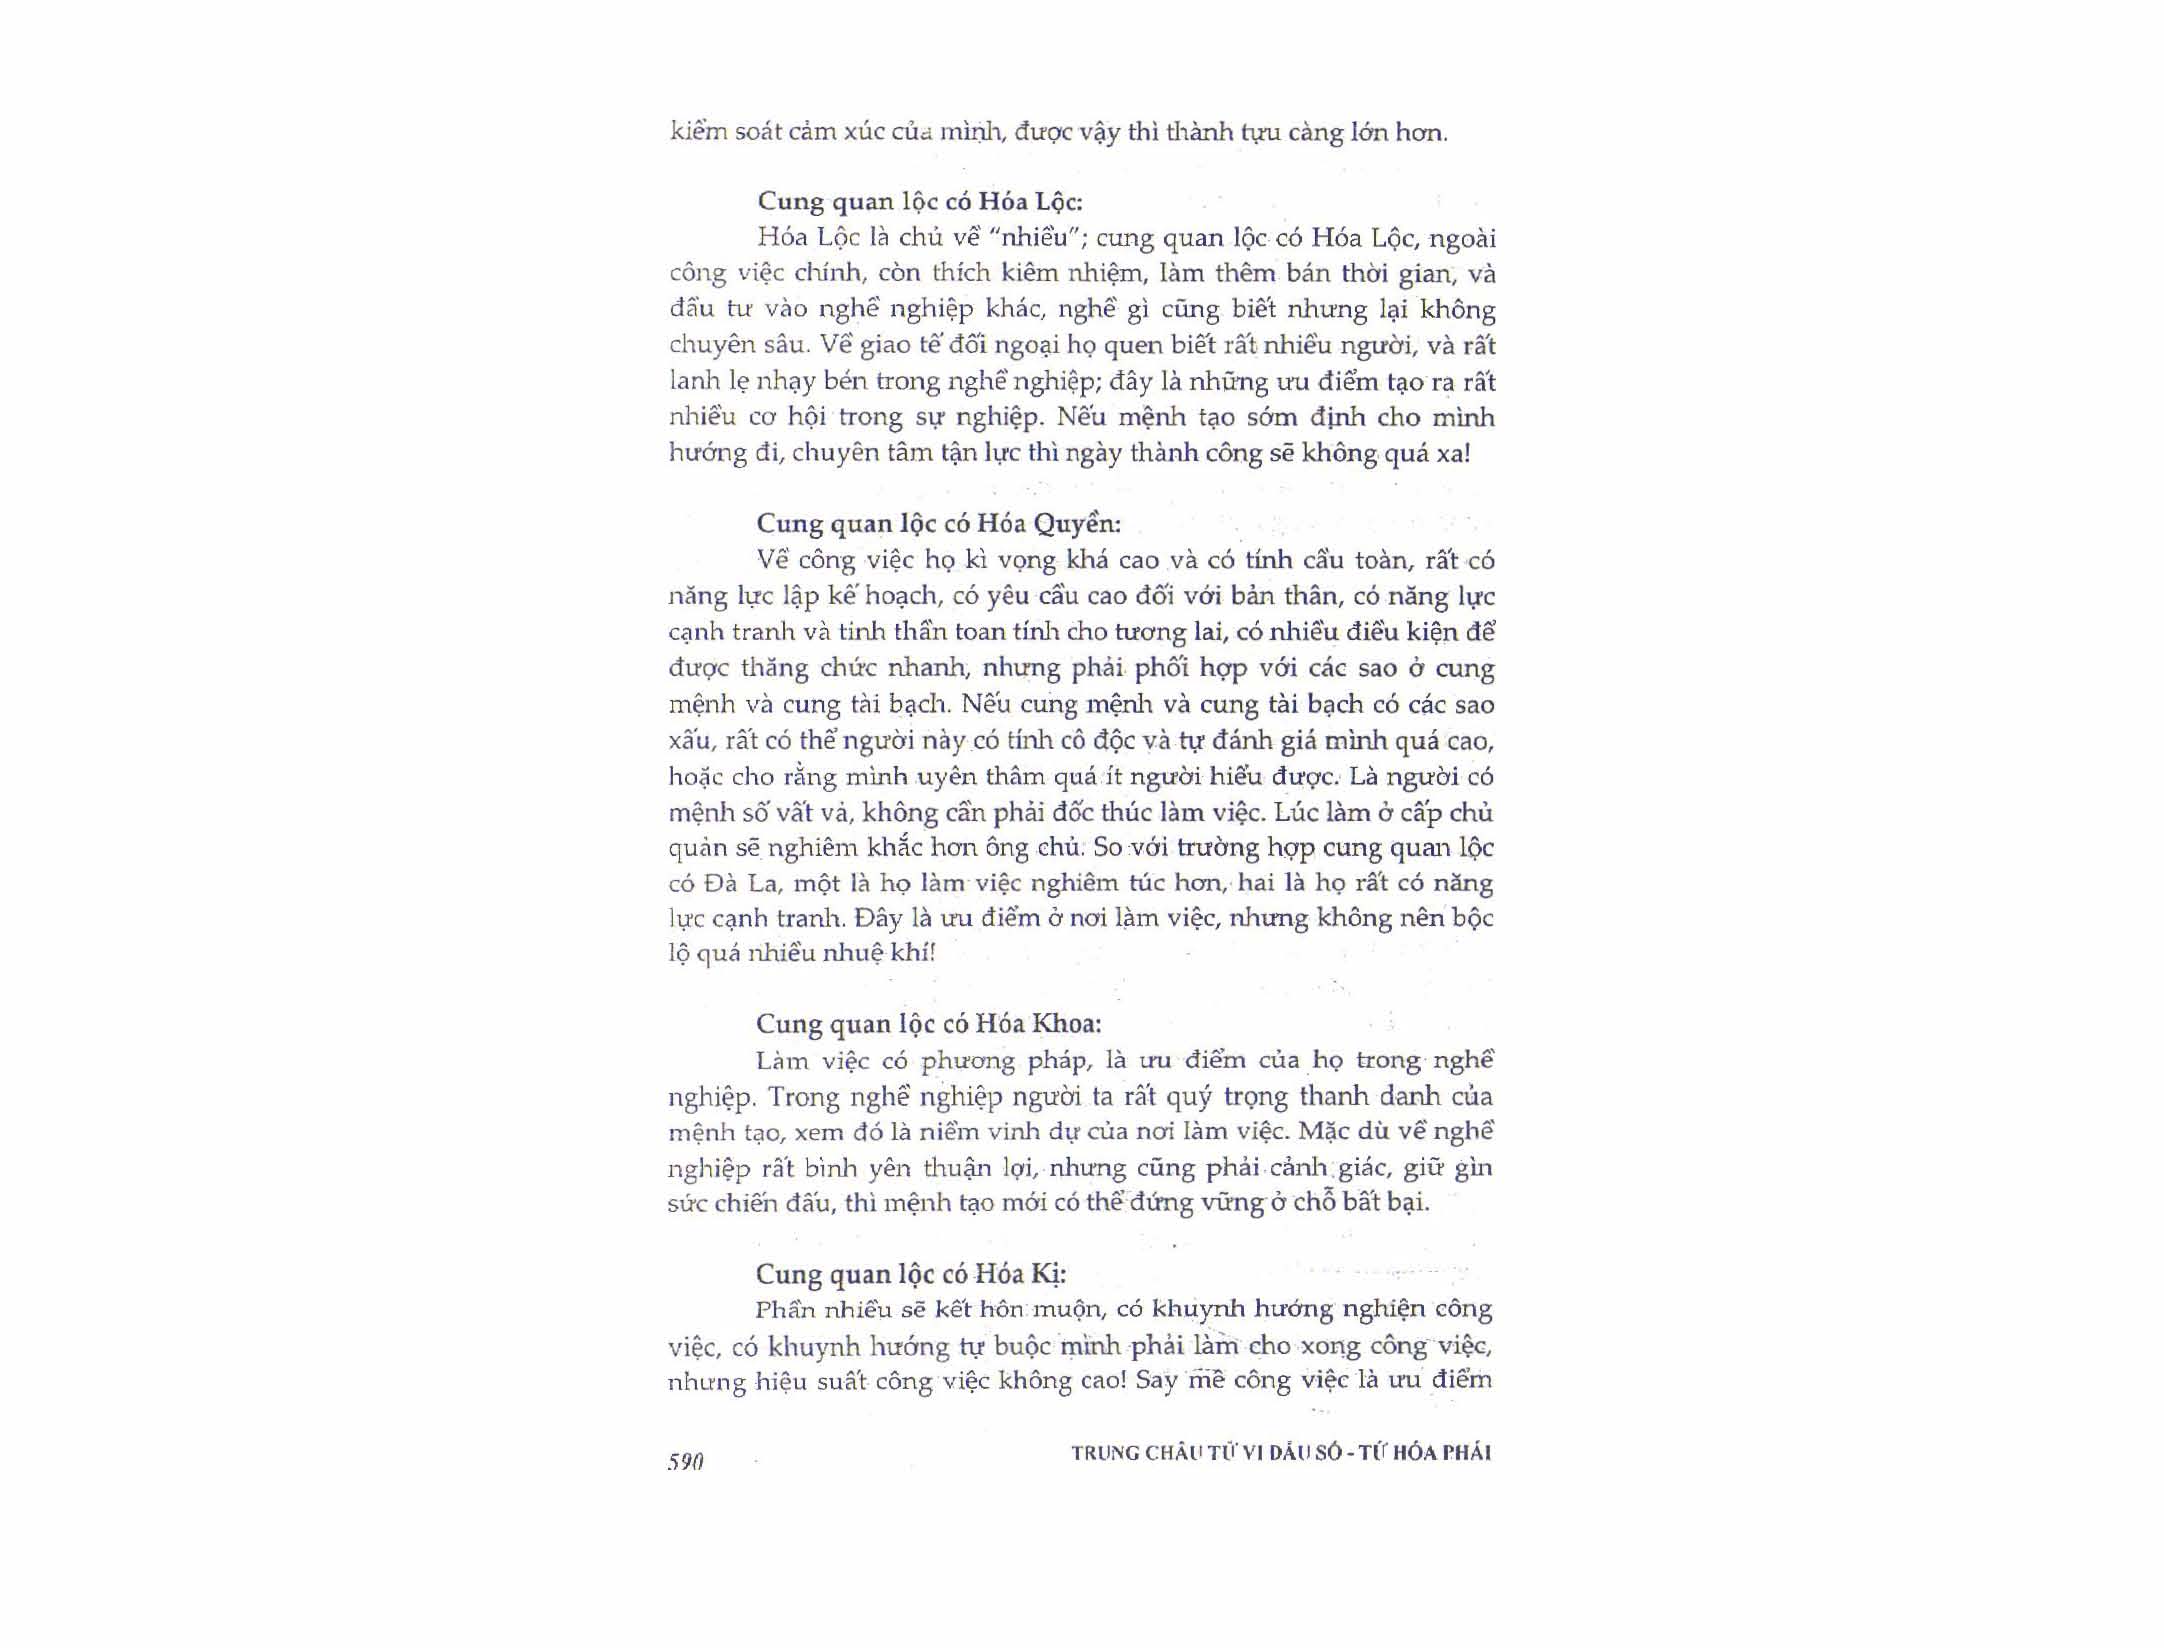 kiểm soát cảm xúc của mình, được vậy thì thành tựu càng lớn hơn.
Cung quan lộc có Hóa Lộc:
Hóa Lộc là chủ về "nhiều"; cung quan lộc có Hóa Lộc, ngoài
công việc chính, còn thích kiêm nhiệm, làm thêm bán thời gian, và
đầu tư vào nghề nghiệp khác, nghề gì cũng biết nhưng lại không
chuyên sâu. Về giao tế đối ngoại họ quen biết rất nhiều người, và rất
lanh lẹ nhạy bén trong nghề nghiệp; đây là những ưu điểm tạo ra rất
nhiều cơ hội trong sự nghiệp. Nếu mệnh tạo sớm định cho mình
hướng đi, chuyên tâm tận lực thì ngày thành công sẽ không quá xa!
Cung quan lộc có Hóa Quyền:
Về công việc họ kì vọng khá cao và có tính cầu toàn, rất có
năng lực lập kế hoạch, có yêu cầu cao đối với bản thân, có năng lực
cạnh tranh và tinh thần toan tính cho tương lai, có nhiều điều kiện để
được thăng chức nhanh, nhưng phải phối hợp với các sao ở cung
mệnh và cung tài bạch. Nếu cung mệnh và cung tài bạch có các sao
xấu, rất có thể người này có tính cô độc và tự đánh giá mình quá cao,
hoặc cho rằng mình uyên thâm quá ít người hiểu được. Là người có
mệnh số vất vả, không cần phải đốc thúc làm việc. Lúc làm ở cấp chủ
quản sẽ nghiêm khắc hơn ông chủ. So với trường hợp cung quan lộc
có Đà La, một là họ làm việc nghiêm túc hơn, hai là họ rất có năng
lực cạnh tranh. Đây là ưu điểm ở nơi làm việc, nhưng không nên bộc
lộ quá nhiều nhuệ khí!
Cung quan lộc có Hóa Khoa:
Làm việc có phương pháp, là ưu điểm của họ trong nghề
nghiệp. Trong nghề nghiệp người ta rất quý trọng thanh danh của
mệnh tạo, xem đó là niềm vinh dự của nơi làm việc. Mặc dù về nghề
nghiệp rất bình yên thuận lợi, nhưng cũng phải cảnh giác, giữ gìn
sức chiến đấu, thì mệnh tạo mới có thể đứng vững ở chỗ bất bại.
Cung quan lộc có Hóa Kị:
Phần nhiều sẽ kết hôn muộn, có khuynh hướng nghiện công
việc, có khuynh hướng tự buộc mình phải làm cho xong công việc,
nhưng hiệu suất công việc không cao! Say mê công việc là ưu điểm
590
TRUNG CHÂU TỬ VI ĐẨU SỐ - TỨ HÓA PHÁI